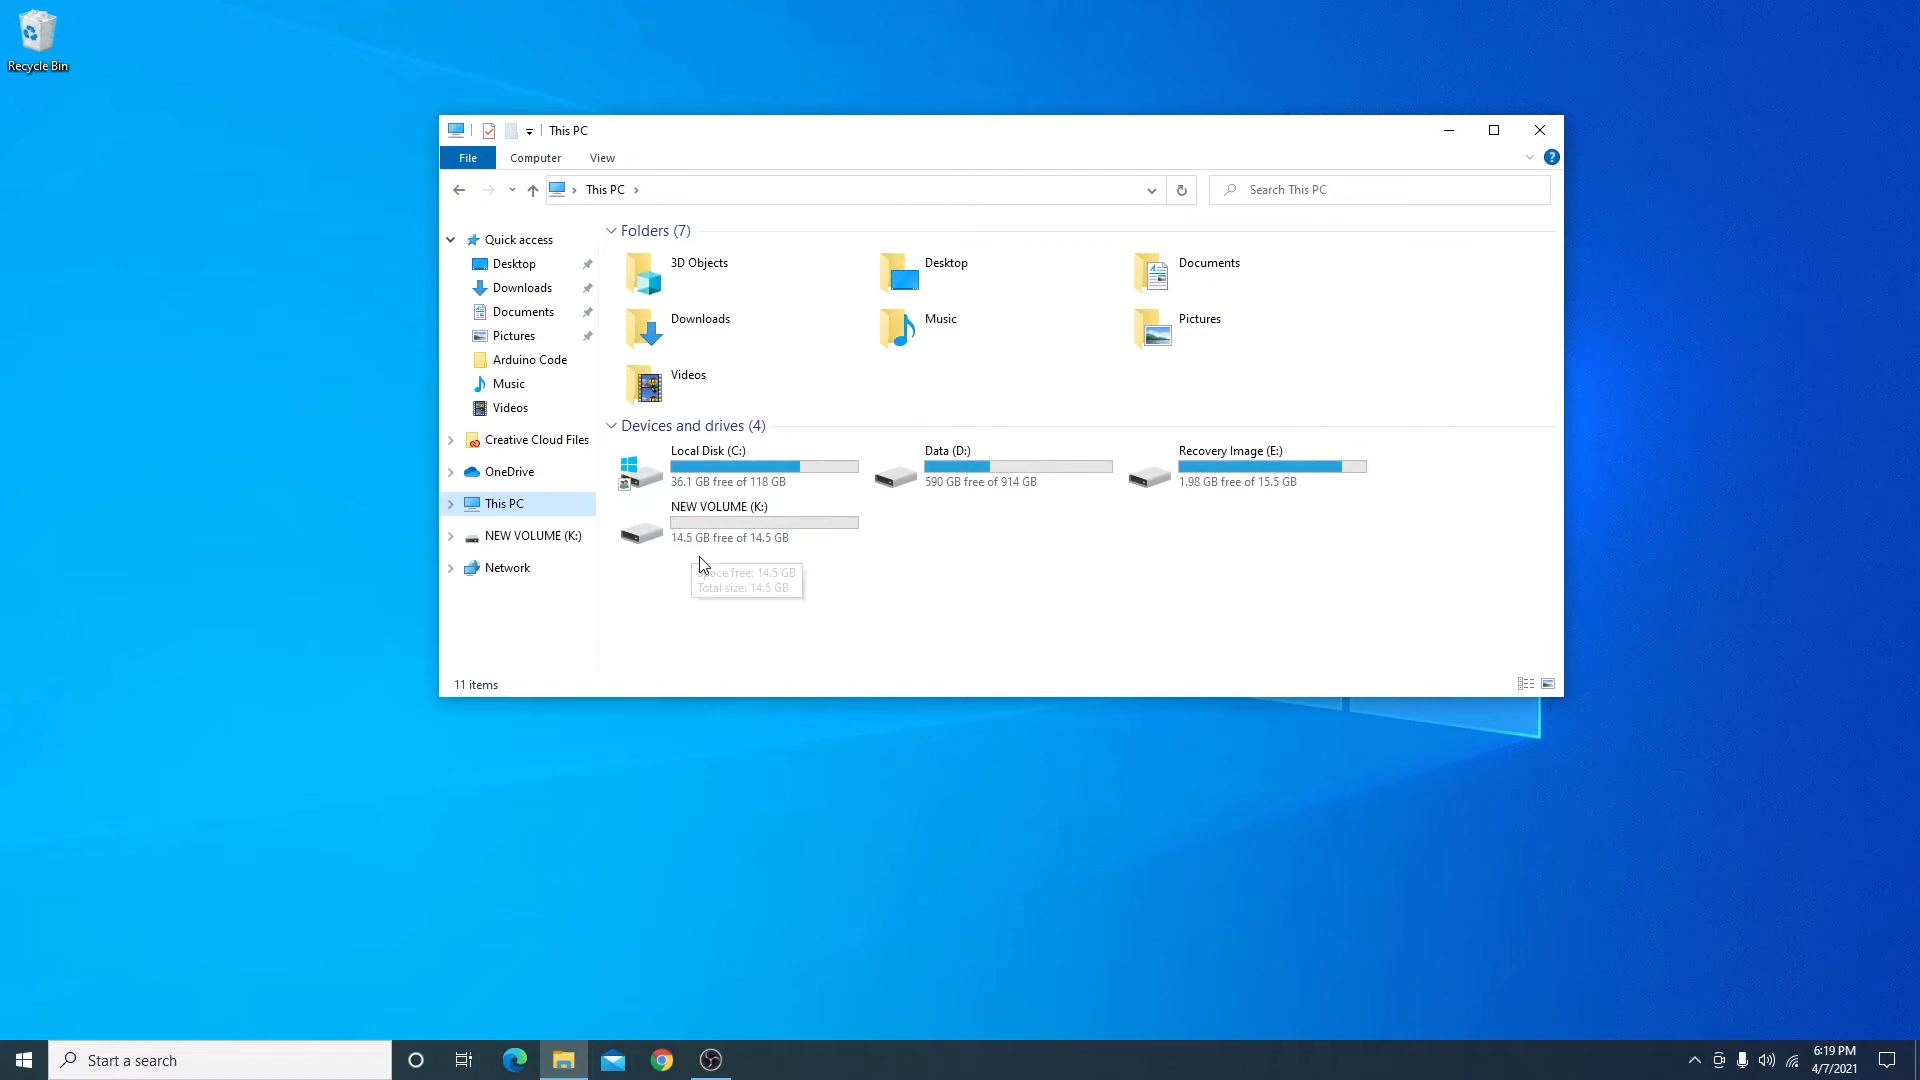 Recycle Bin
This PC
File
Computer
View
?
This PC
Search This PC
Quick access
Desktop
Downloads
Documents
Pictures
Arduino Code
Music
Videos
Creative Cloud Files
OneDrive
This PC
NEW VOLUME (K:)
Network
Folders (7)
3D Objects
Desktop
Documents
Downloads
Music
Pictures
Videos
Devices and drives (4)
Local Disk (C:)
36.1 GB free of 118 GB
Data (D:)
590 GB free of 914 GB
Recovery Image (E:)
1.98 GB free of 15.5 GB
NEW VOLUME (K:)
14.5 GB free of 14.5 GB
Space free: 14.5 GB
Total size: 14.5 GB
11 items
Start a search
6:19 PM
4/7/2021